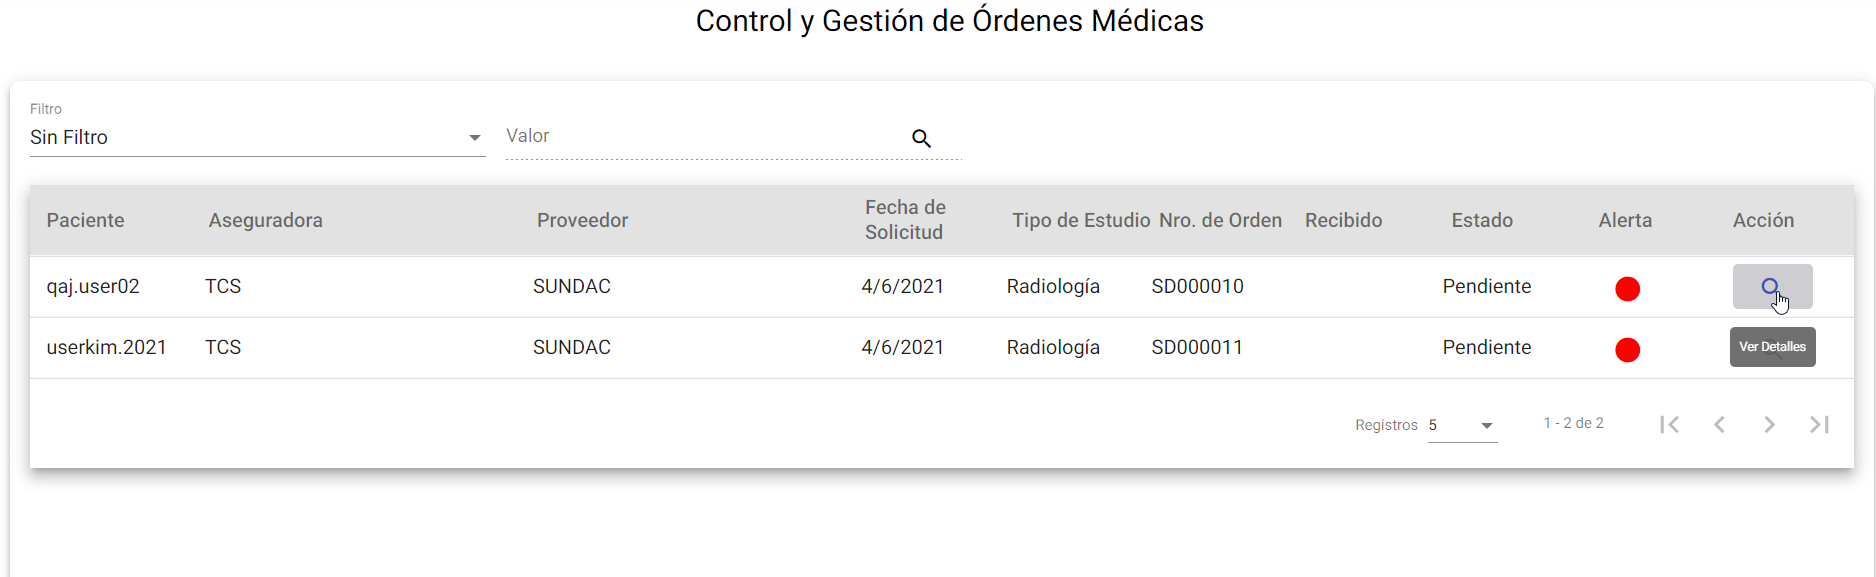 Control y Gestión de Órdenes Médicas
Filtro
Sin Filtro
Valor
Paciente Aseguradora Proveedor Fecha de Solicitud Tipo de Estudio Nro. de Orden Recibido Estado Alerta Acción
qaj.user02 TCS SUNDAC 4/6/2021 Radiología SD000010 Pendiente
userkim.2021 TCS SUNDAC 4/6/2021 Radiología SD000011 Pendiente Ver Detalles
Registros 5 1 - 2 de 2